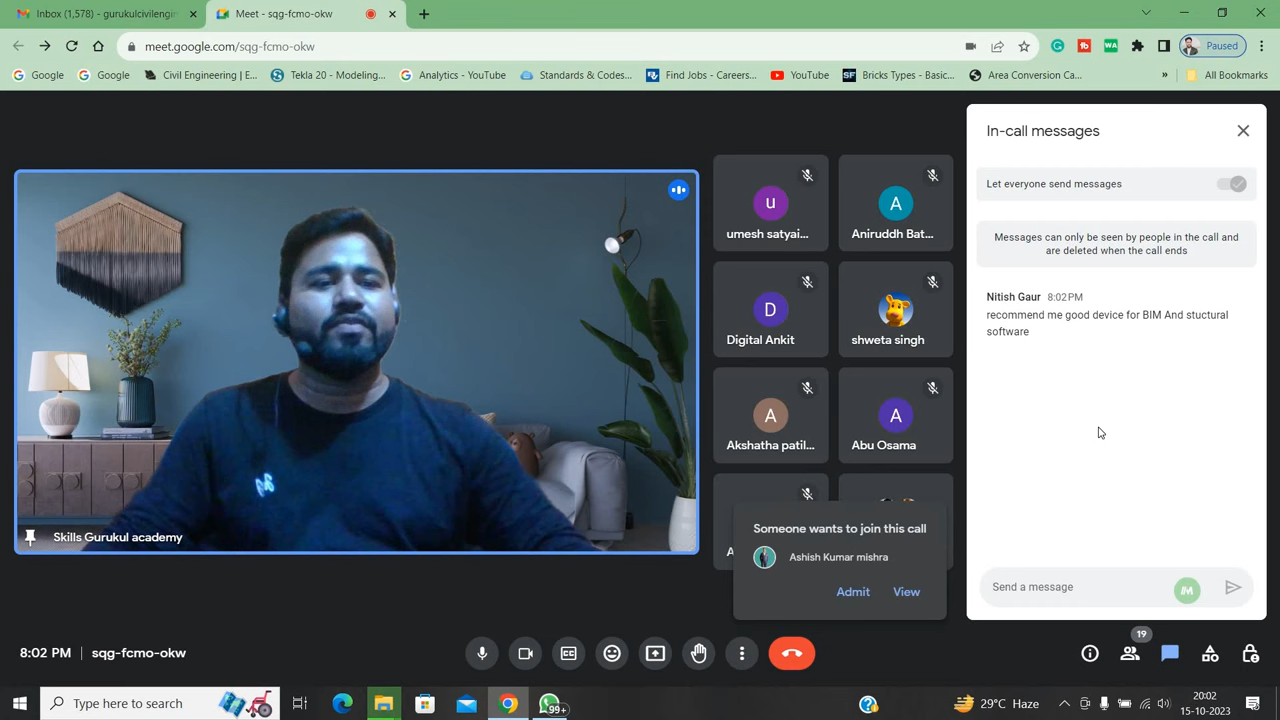 Inbox (1,578) - gurukulcivilengin
Meet - sqg-fcmo-okw
meet.google.com/sqg-fcmo-okw
Paused
Google
Google
Civil Engineering | E...
Tekla 20 - Modeling...
Analytics - YouTube
Standards & Codes...
Find Jobs - Careers...
YouTube
SF
Bricks Types - Basic...
Area Conversion Ca...
»
All Bookmarks
In-call messages
Let everyone send messages
Messages can only be seen by people in the call and
are deleted when the call ends
Nitish Gaur 8:02 PM
recommend me good device for BIM And stuctural
software
u
umesh satyai...
A
Aniruddh Bat...
D
Digital Ankit
shweta singh
A
Akshatha patil...
A
Abu Osama
A
Someone wants to join this call
Ashish Kumar mishra
Admit View
Skills Gurukul academy
Send a message
8:02 PM | sqg-fcmo-okw
19
Type here to search
99+
29°C Haze
20:02
15-10-2023